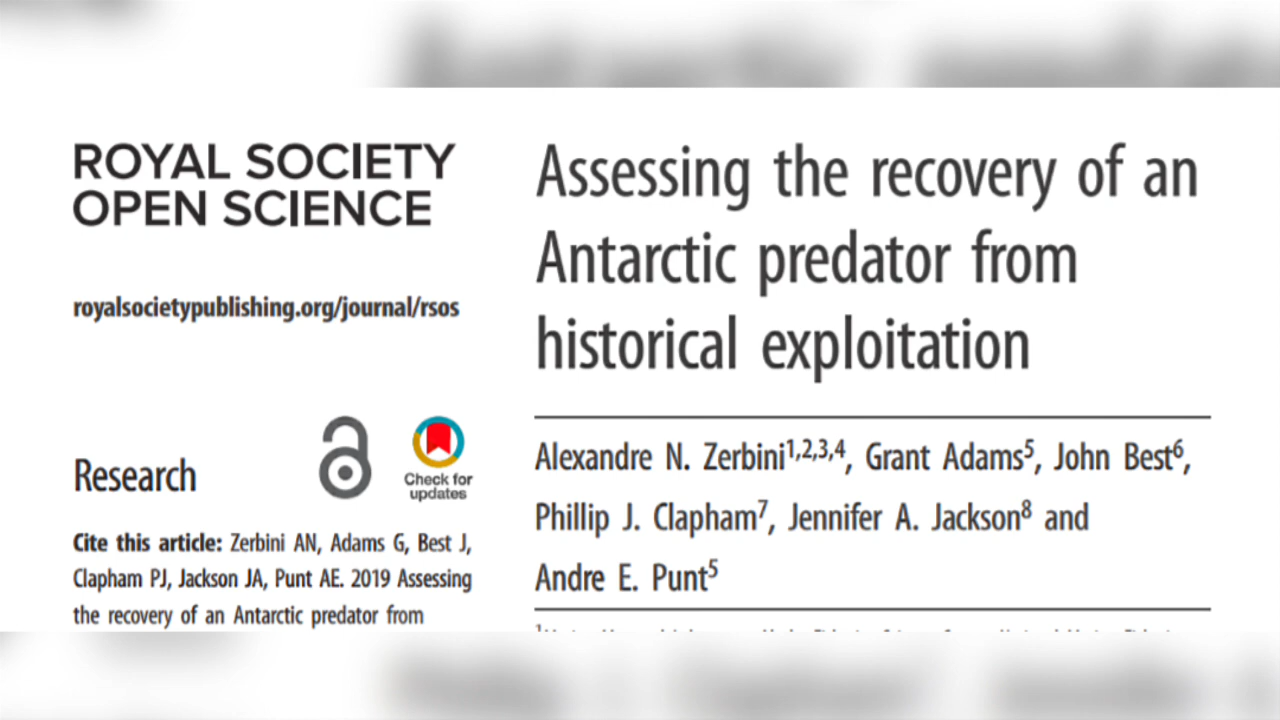 ROYAL SOCIETY
OPEN SCIENCE
royalsocietypublishing.org/journal/rsos
Research
Check for
updates
Cite this article: Zerbini AN, Adams G, Best J,
Clapham PJ, Jackson JA, Punt AE. 2019 Assessing
the recovery of an Antarctic predator from
Assessing the recovery of an
Antarctic predator from
historical exploitation
Alexandre N. Zerbini1,2,3,4, Grant Adams5, John Best6,
Phillip J. Clapham7, Jennifer A. Jackson8 and
Andre E. Punt5